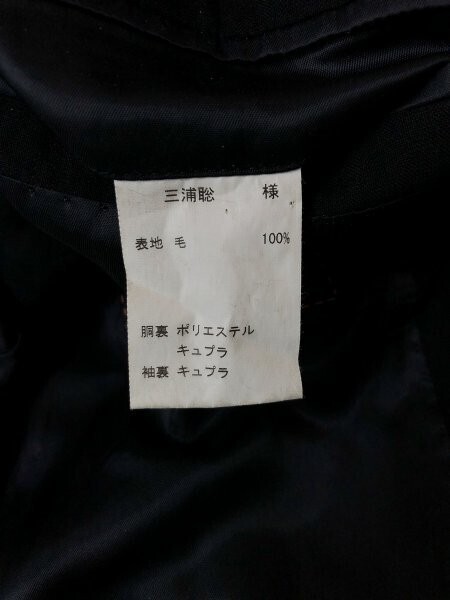 三浦聡 様
表地 毛 100%
胴裏 ポリエステル
キュプラ
袖裏 キュプラ